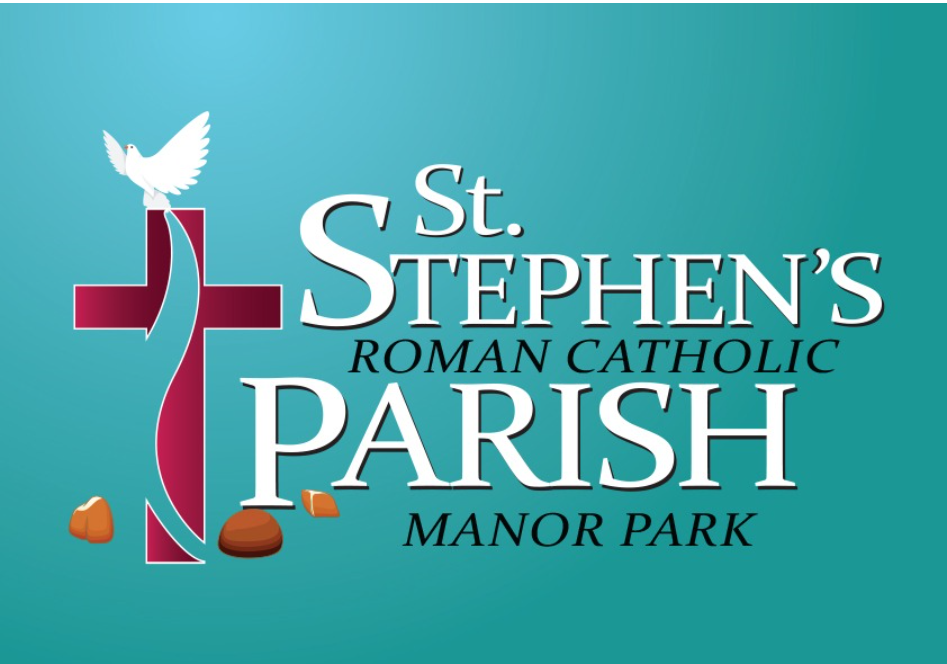 St.
STEPHEN'S
ROMAN CATHOLIC
PARISH
MANOR PARK